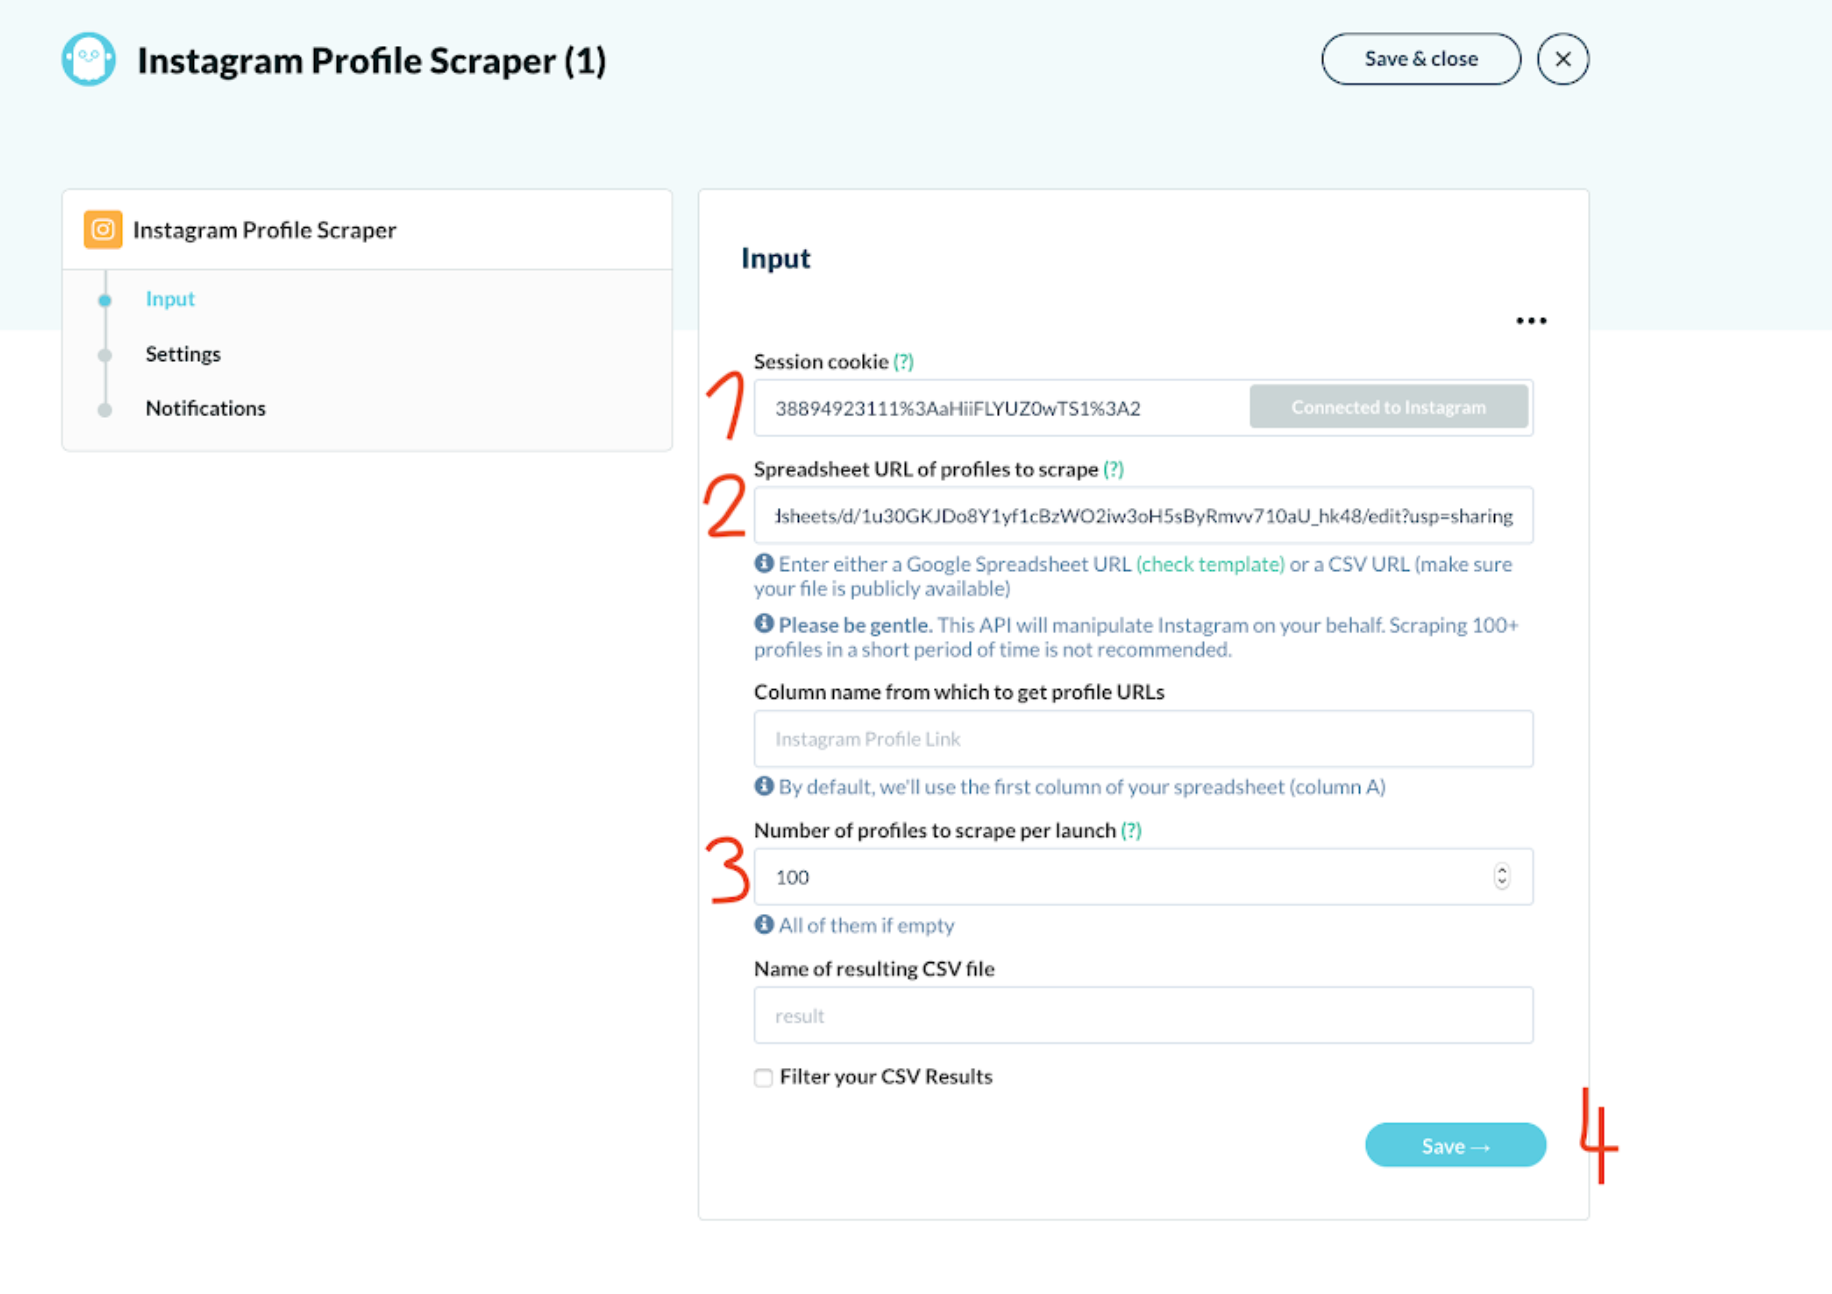 Instagram Profile Scraper (1)
Save & close
Instagram Profile Scraper
Input
Settings
Notifications
Input
Session cookie (?)
1
38894923111%3AaHiiFLYUZ0wTS1%3A2
Connected to Instagram
Spreadsheet URL of profiles to scrape (?)
2
dsheets/d/1u30GKJDo8Y1yf1cBzWO2iw3oH5sByRmvv710aU_hk48/edit?usp=sharing
Enter either a Google Spreadsheet URL (check template) or a CSV URL (make sure
your file is publicly available)
Please be gentle. This API will manipulate Instagram on your behalf. Scraping 100+
profiles in a short period of time is not recommended.
Column name from which to get profile URLs
Instagram Profile Link
By default, we'll use the first column of your spreadsheet (column A)
Number of profiles to scrape per launch (?)
3
100
All of them if empty
Name of resulting CSV file
result
Filter your CSV Results
Save →
4